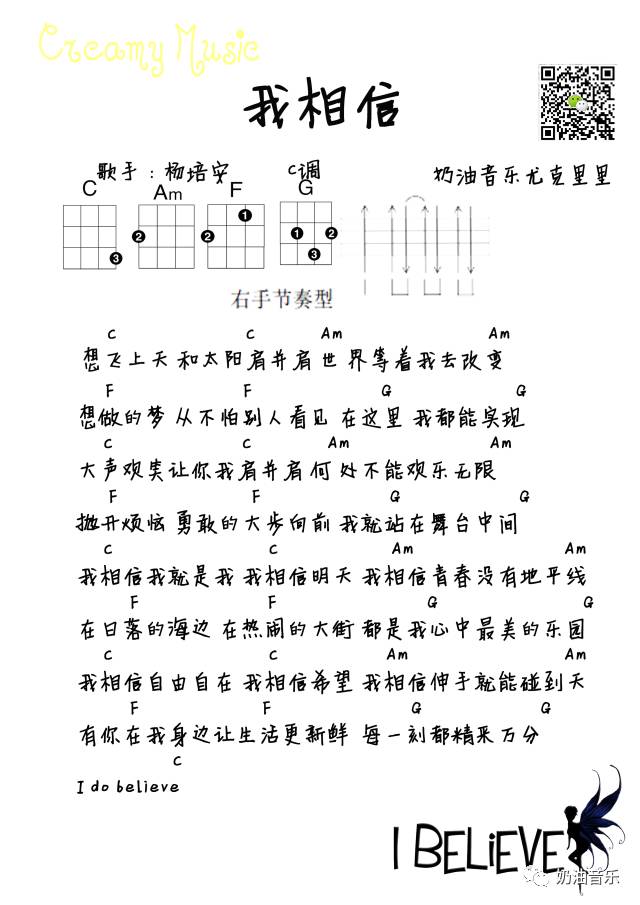 Creamy Music
我相信
歌手：杨培安 C调 奶油音乐尤克里里
C Am F G
3 2 1 2 1 2 3
右手节奏型
C C Am Am
想飞上天 和太阳肩并肩 世界等着我去改变
F F G G
想做的梦 从不怕别人看见 在这里 我都能实现
C C Am Am
大声欢笑让你我肩并肩 何处不能欢乐无限
F F G G
抛开烦恼 勇敢的大步向前 我就站在舞台中间
C C Am Am
我相信我就是我 我相信明天 我相信青春没有地平线
F F G G
在日落的海边 在热闹的大街 都是我心中最美的乐园
C C Am Am
我相信自由自在 我相信希望 我相信伸手就能碰到天
F F G G
有你在我身边让生活更新鲜 每一刻都精采万分
C
I do believe
I BELiEVE
奶油音乐